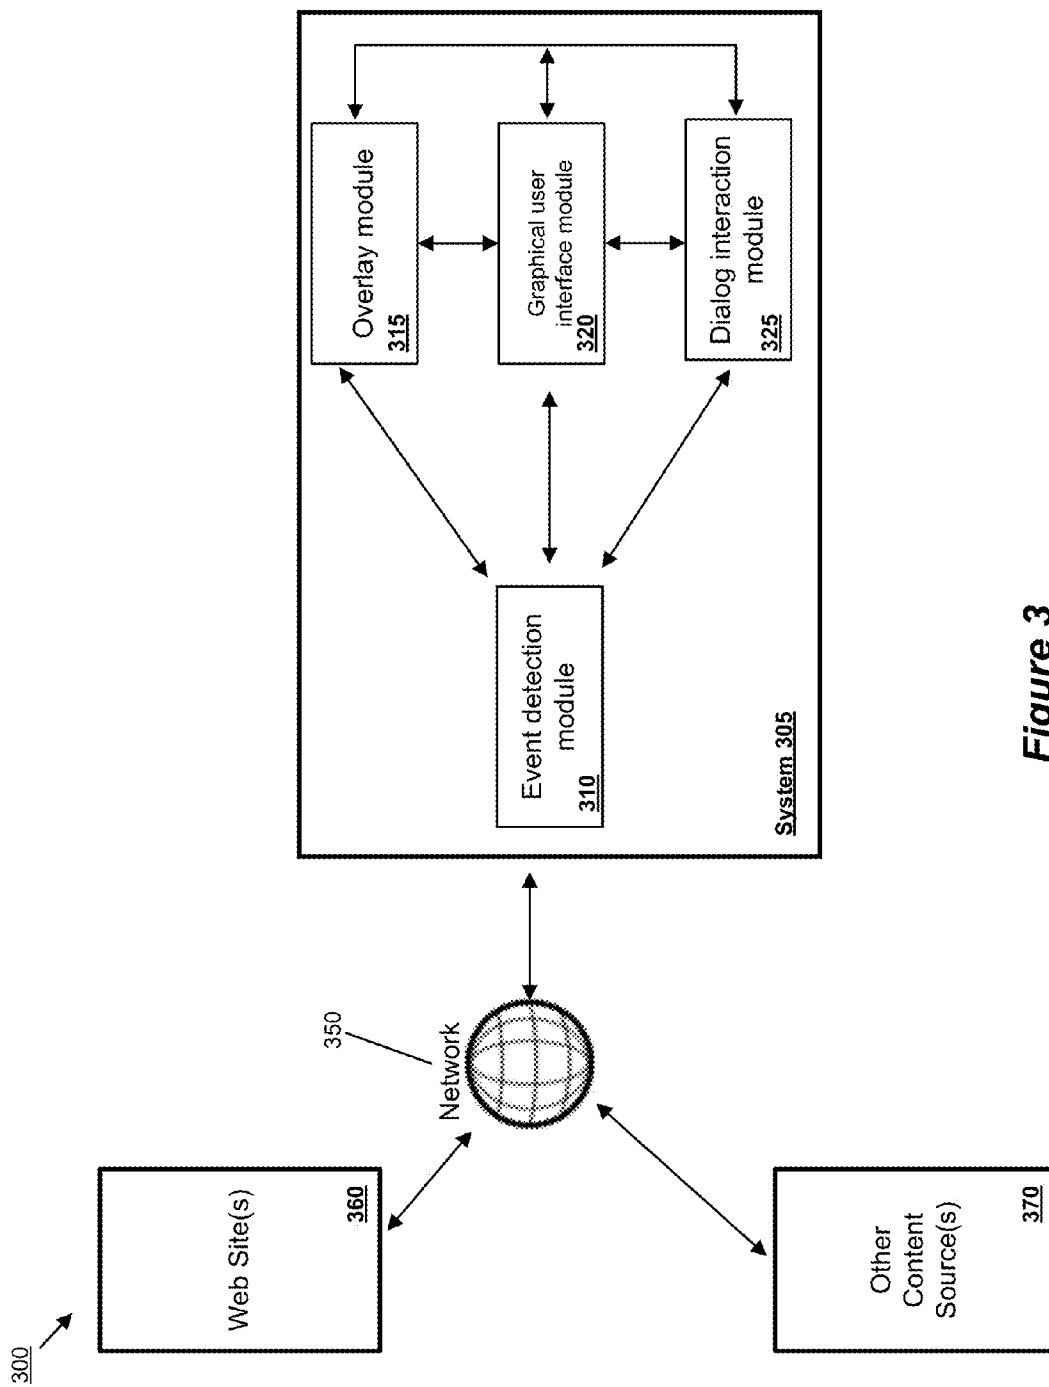 300
Web Site(s)
360
Other
Content
Source(s)
370
Network
350
System 305
Event detection
module
310
Overlay module
315
Graphical user
interface module
320
Dialog interaction
module
325
Figure 3